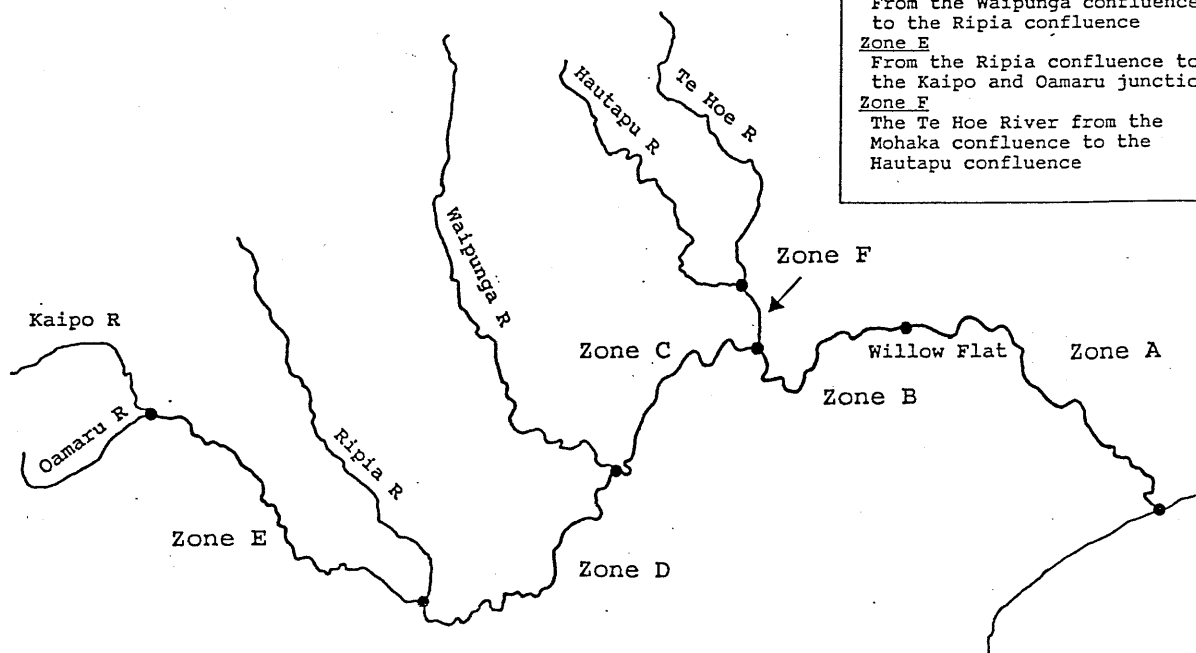 From the Waipunga confluence
to the Ripia confluence
Zone E
From the Ripia confluence to
the Kaipo and Oamaru
Zone F
The Te Hoe River from the
Mohaka confluence to the
Hautapu confluence
Hautapu R
Te Hoe R
Waipunga R
Zone F
Kaipo R
Zone C
Willow Flat
Zone A
Zone B
Oamaru R
Ripia R
Zone E
Zone D